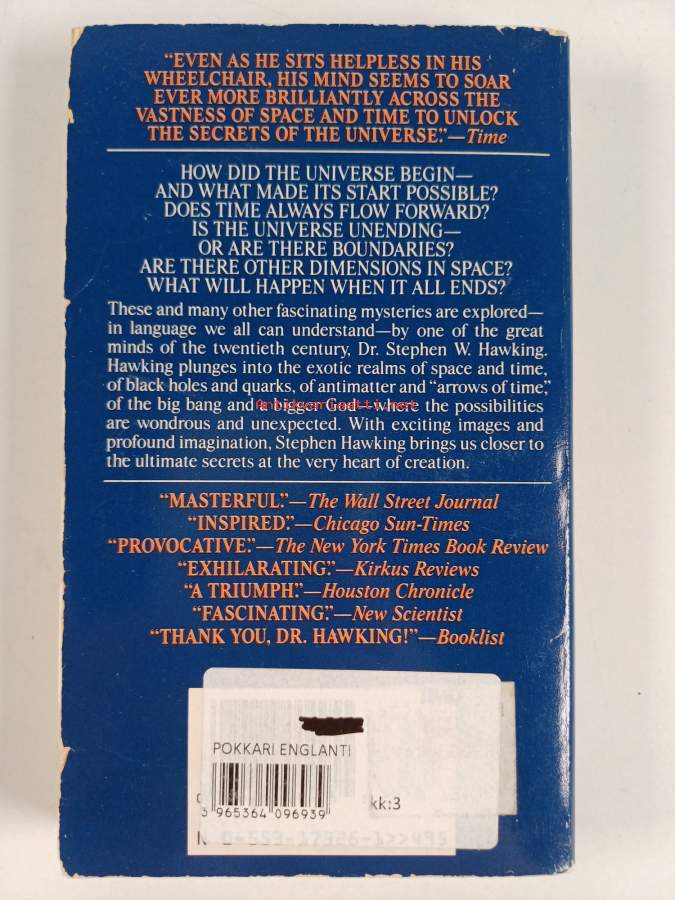 “EVEN AS HE SITS HELPLESS IN HIS
WHEELCHAIR, HIS MIND SEEMS TO SOAR
EVER MORE BRILLIANTLY ACROSS THE
VASTNESS OF SPACE AND TIME TO UNLOCK
THE SECRETS OF THE UNIVERSE.”—Time
HOW DID THE UNIVERSE BEGIN—
AND WHAT MADE ITS START POSSIBLE?
DOES TIME ALWAYS FLOW FORWARD?
IS THE UNIVERSE UNENDING—
OR ARE THERE BOUNDARIES?
ARE THERE OTHER DIMENSIONS IN SPACE?
WHAT WILL HAPPEN WHEN IT ALL ENDS?
These and many other fascinating mysteries are explored—
in language we all can understand—by one of the great
minds of the twentieth century, Dr. Stephen W. Hawking.
Hawking plunges into the exotic realms of space and time,
of black holes and quarks, of antimatter and “arrows of time,”
of the big bang and a bigger God—where the possibilities
Antikvariaatti.net
are wondrous and unexpected. With exciting images and
profound imagination, Stephen Hawking brings us closer to
the ultimate secrets at the very heart of creation.
“MASTERFUL.”—The Wall Street Journal
“INSPIRED.”—Chicago Sun-Times
“PROVOCATIVE.”—The New York Times Book Review
“EXHILARATING.”—Kirkus Reviews
“A TRIUMPH.”—Houston Chronicle
“FASCINATING.”—New Scientist
“THANK YOU, DR. HAWKING!”—Booklist
POKKARI ENGLANTI
kk:3
3 965364 096939